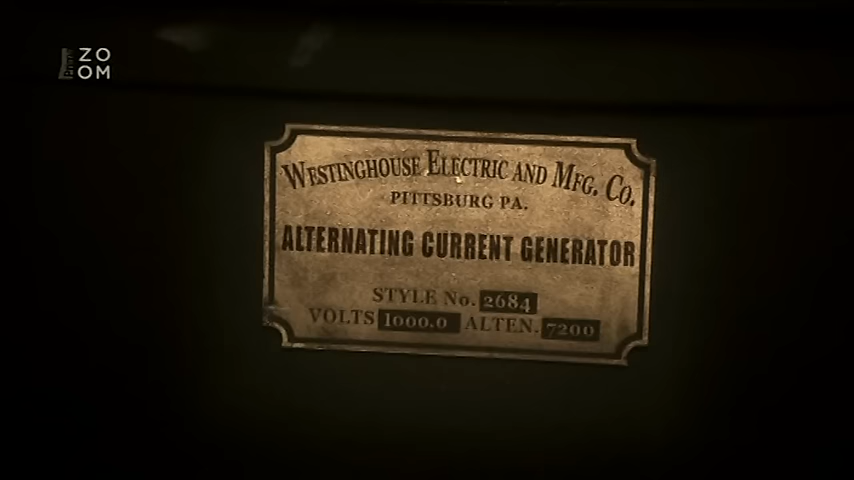 Prima
ZO
OM
WESTINGHOUSE ELECTRIC AND MFG. CO.
PITTSBURG PA.
ALTERNATING CURRENT GENERATOR
STYLE No. 2684
VOLTS 1000.0 ALTEN. 7200